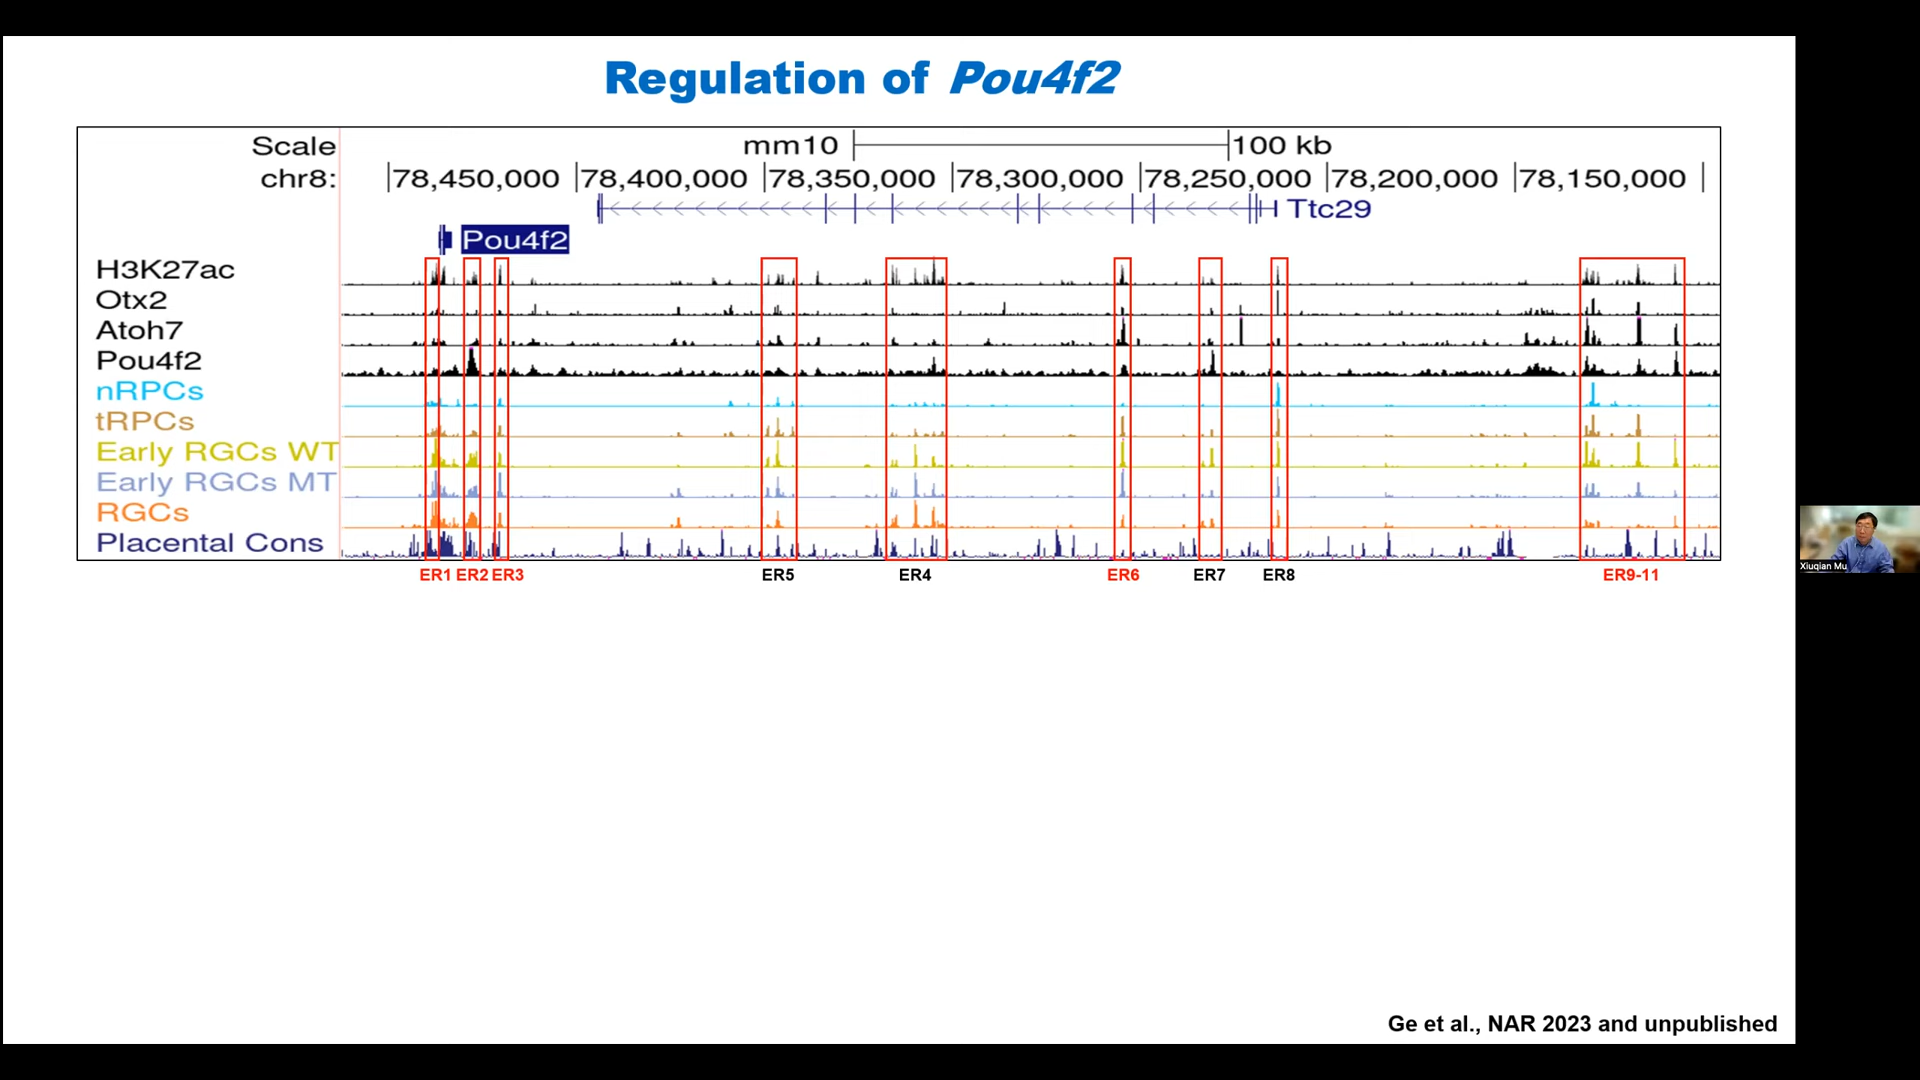 Regulation of Pou4f2
Scale mm10 100 kb
chr8: |78,450,000 |78,400,000 |78,350,000 |78,300,000 |78,250,000 |78,200,000 |78,150,000 |
Ttc29
Pou4f2
H3K27ac
Otx2
Atoh7
Pou4f2
nRPCs
tRPCs
Early RGCs WT
Early RGCs MT
RGCs
Placental Cons
ER1 ER2 ER3 ER5 ER4 ER6 ER7 ER8 ER9-11
Xiuqian Mu
Ge et al., NAR 2023 and unpublished